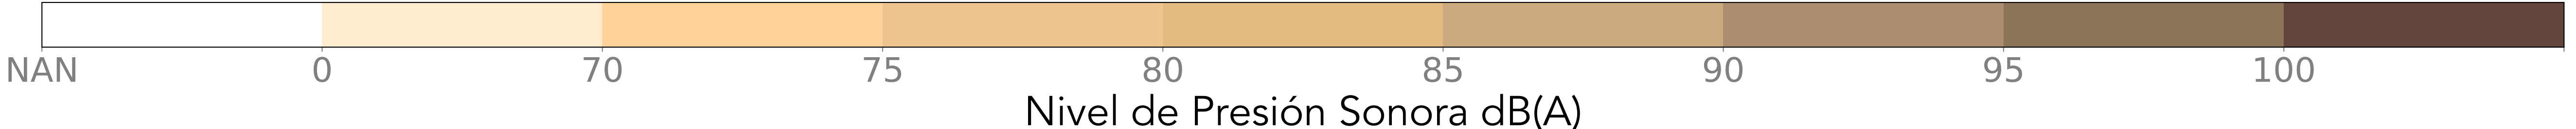 NAN 0 70 75 80 85 90 95 100
Nivel de Presión Sonora dB(A)